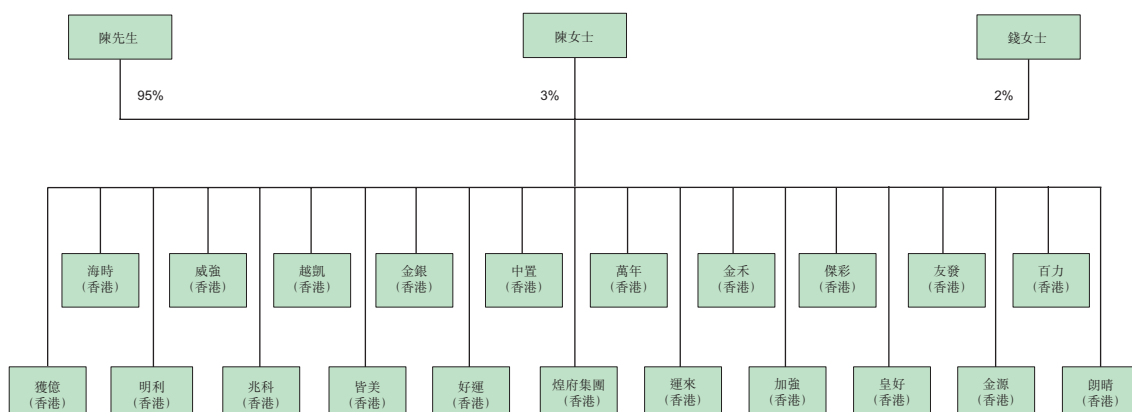 陳先生
陳女士
錢女士
95%
3%
2%
海時
(香港)
威強
(香港)
越凱
(香港)
金銀
(香港)
中置
(香港)
萬年
(香港)
金禾
(香港)
傑彩
(香港)
友發
(香港)
百力
(香港)
獲億
(香港)
明利
(香港)
兆科
(香港)
皆美
(香港)
好運
(香港)
煌府集團
(香港)
運來
(香港)
加強
(香港)
皇好
(香港)
金源
(香港)
朗晴
(香港)